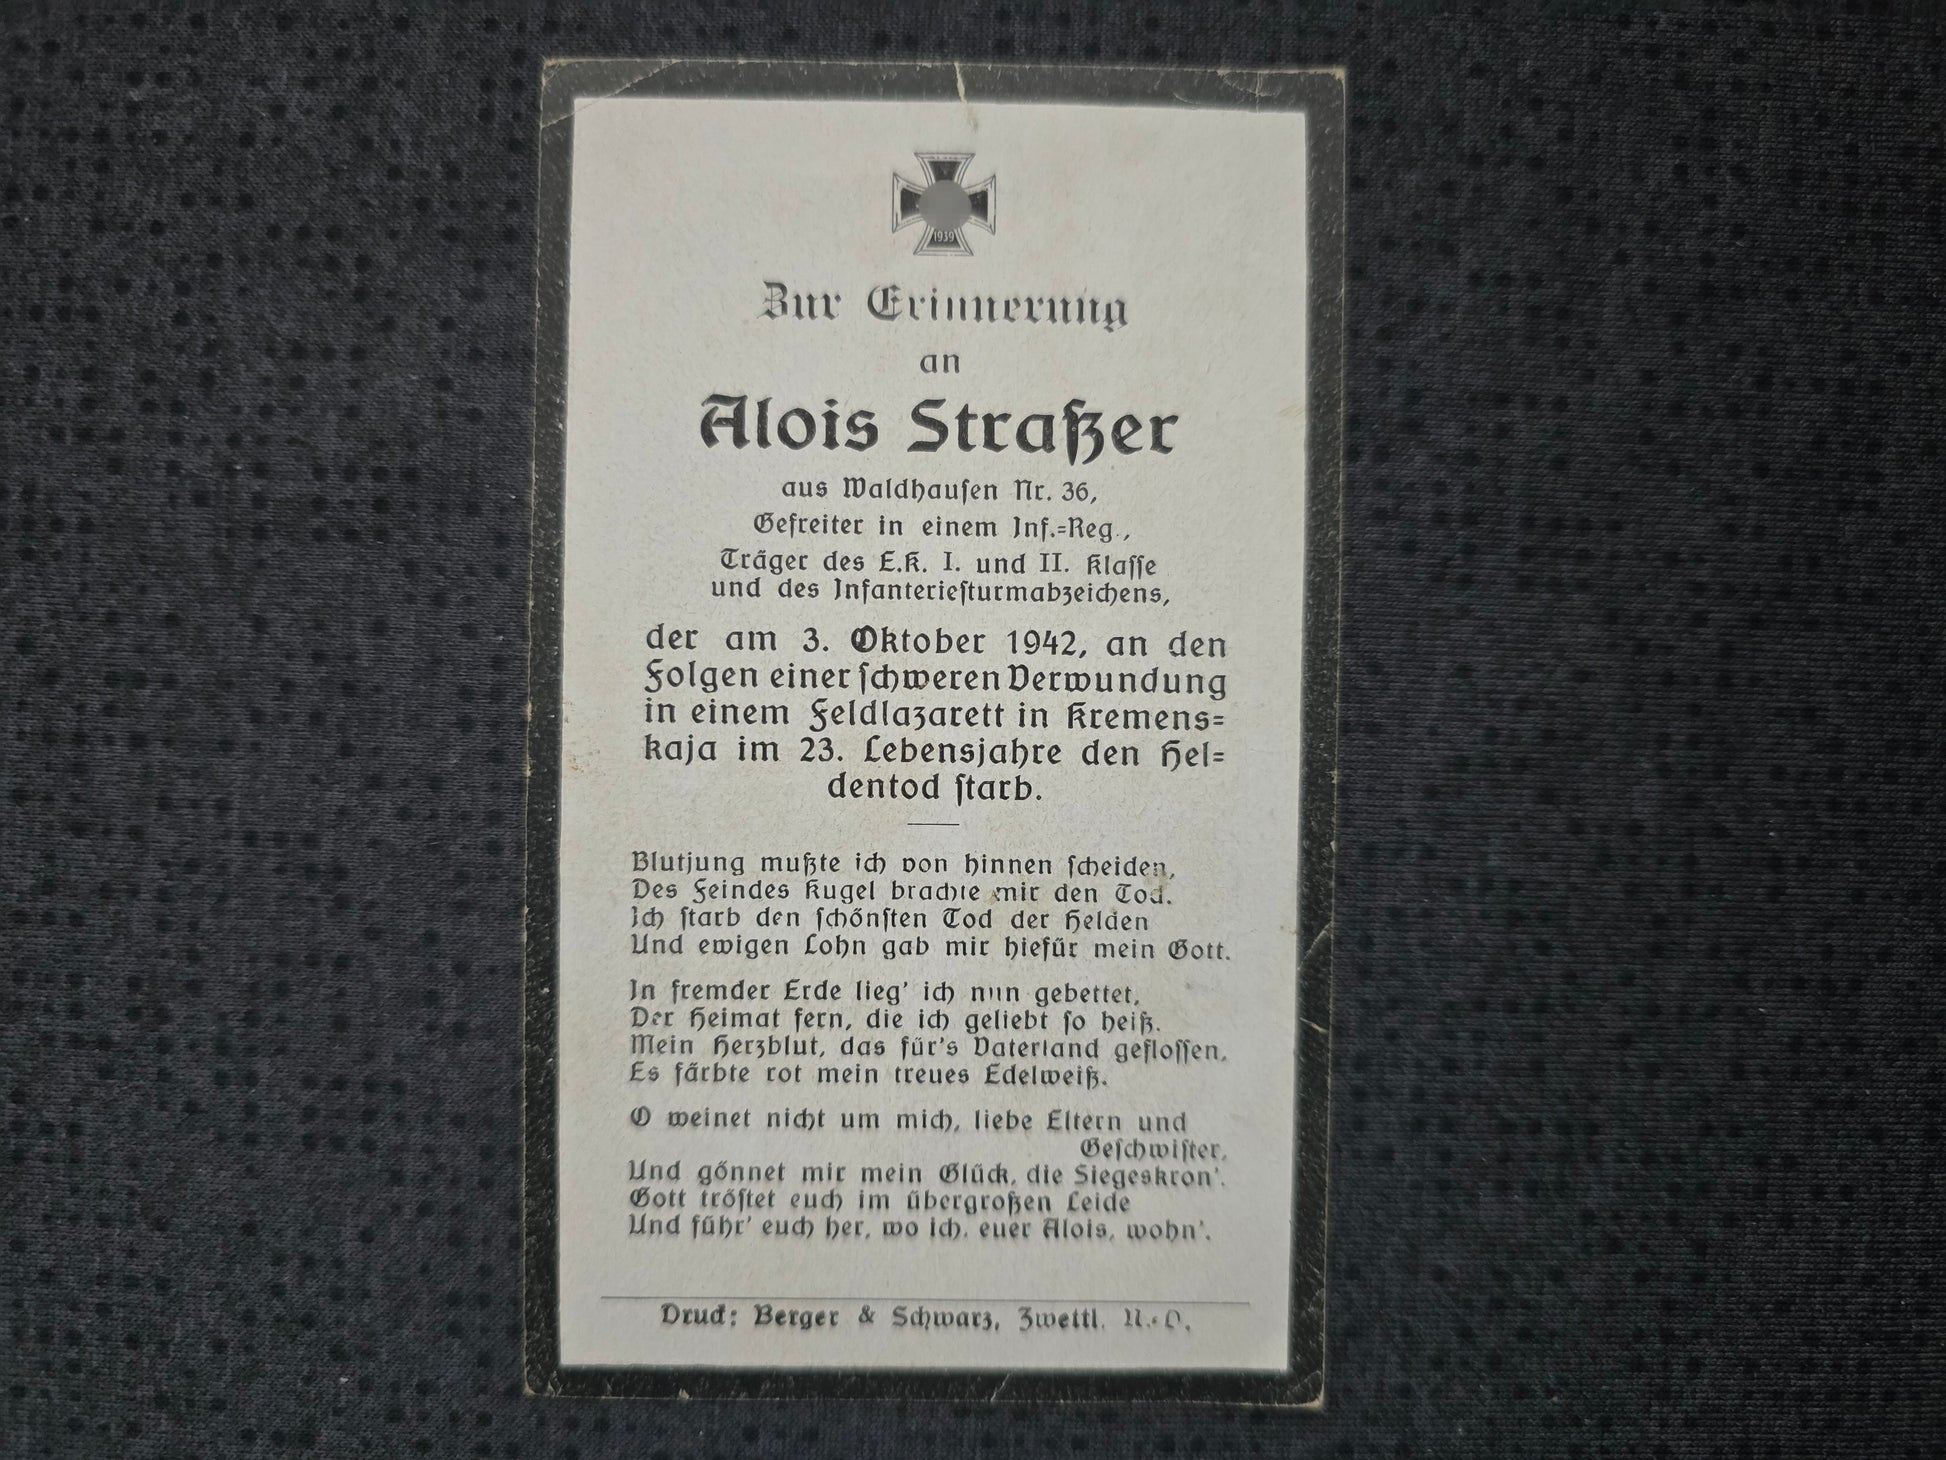 1939
Zur Erinnerung
an
Alois Straßer
aus Waldhausen Nr. 36,
Gefreiter in einem Inf.=Reg.,
Träger des E.K. I. und II. Klasse
und des Infanteriesturmabzeichens,
der am 3. Oktober 1942, an den
Folgen einer schweren Verwundung
in einem Feldlazarett in Kremens=
kaja im 23. Lebensjahre den Hel=
dentod starb.
Blutjung mußte ich von hinnen scheiden,
Des Feindes Kugel brachte mir den Tod.
Ich starb den schönsten Tod der Helden
Und ewigen Lohn gab mir hiefür mein Gott.
In fremder Erde lieg' ich nun gebettet,
Der Heimat fern, die ich geliebt so heiß.
Mein Herzblut, das für's Vaterland geflossen,
Es färbte rot mein treues Edelweiß.
O weinet nicht um mich, liebe Eltern und
Geschwister,
Und gönnet mir mein Glück, die Siegeskron'.
Gott tröstet euch im übergroßen Leide
Und führ' euch her, wo ich, euer Alois, wohn'.
Druck: Berger & Schwarz, Zwettl, N.-D.